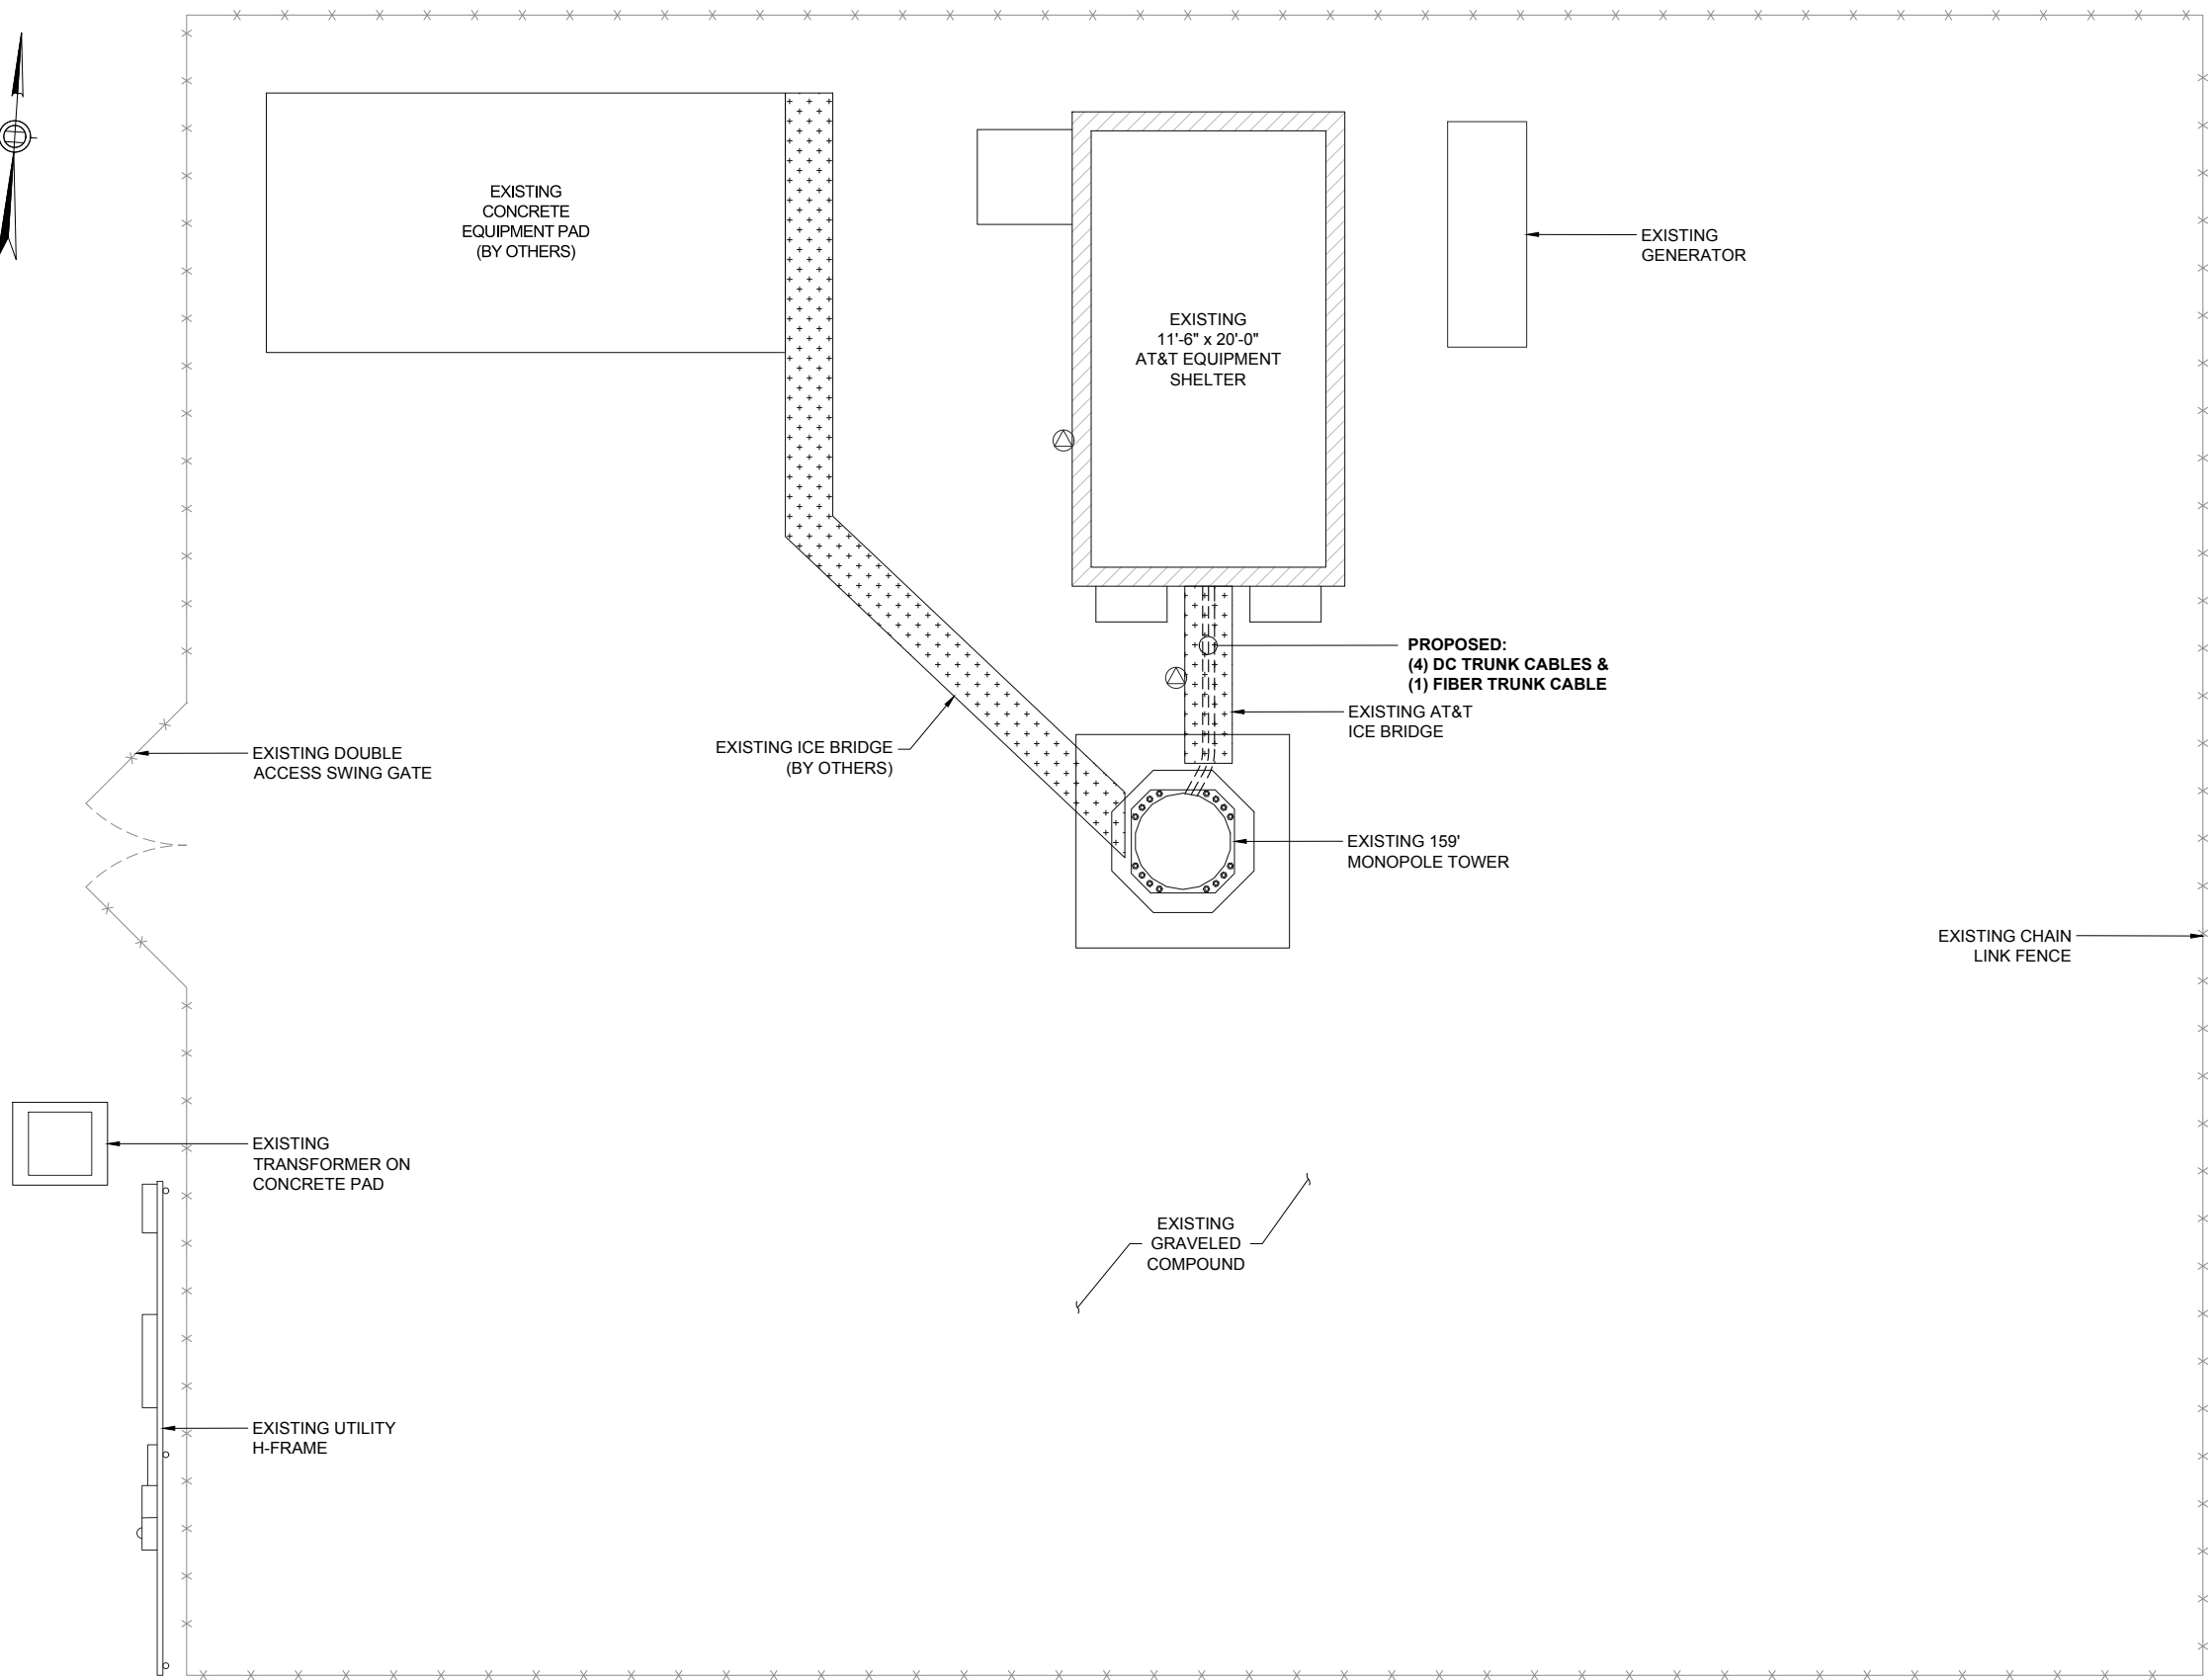 EXISTING
CONCRETE
EQUIPMENT PAD
(BY OTHERS)
EXISTING
GENERATOR
EXISTING
11'-6" x 20'-0"
AT&T EQUIPMENT
SHELTER
PROPOSED:
(4) DC TRUNK CABLES &
(1) FIBER TRUNK CABLE
EXISTING AT&T
ICE BRIDGE
EXISTING ICE BRIDGE
(BY OTHERS)
EXISTING DOUBLE
ACCESS SWING GATE
EXISTING 159'
MONOPOLE TOWER
EXISTING CHAIN
LINK FENCE
EXISTING
TRANSFORMER ON
CONCRETE PAD
EXISTING
GRAVELED
COMPOUND
EXISTING UTILITY
H-FRAME